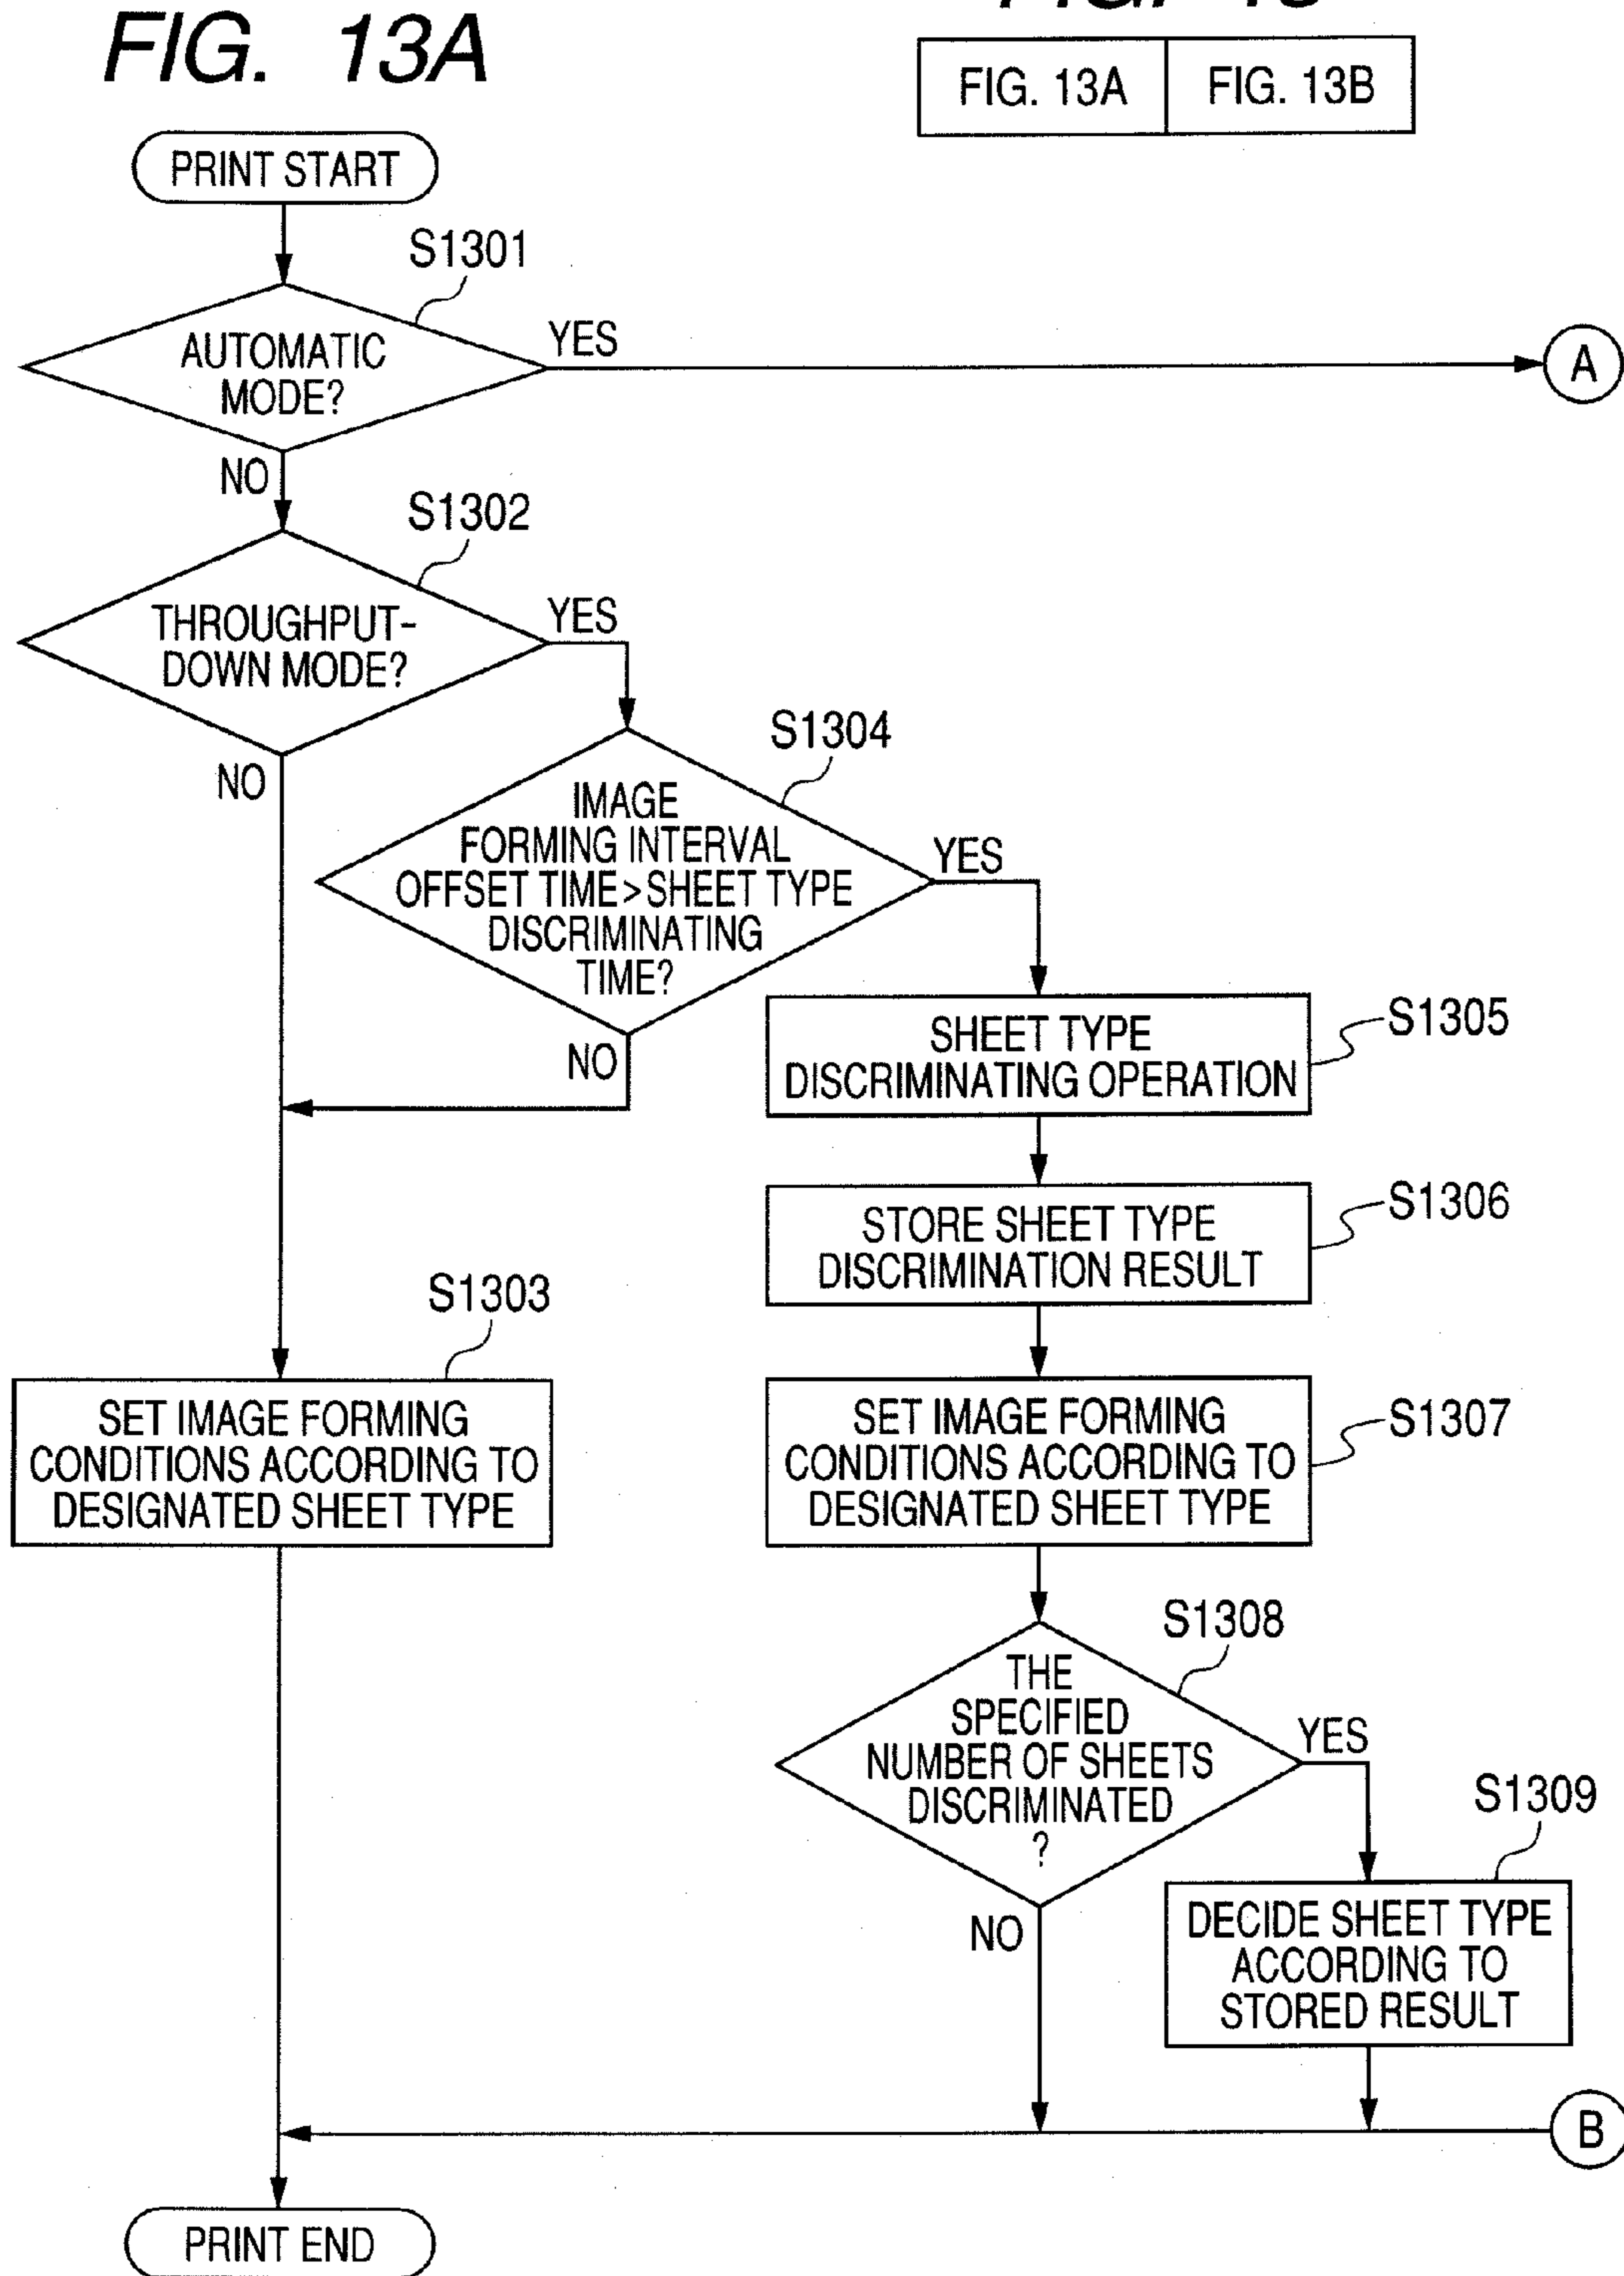 FIG. 13A
FIG. 13A
FIG. 13B
PRINT START
S1301
AUTOMATIC
MODE?
YES
A
NO
S1302
THROUGHPUT-
DOWN MODE?
YES
NO
S1304
IMAGE
FORMING INTERVAL
OFFSET TIME>SHEET TYPE
DISCRIMINATING
TIME?
YES
NO
SHEET TYPE
DISCRIMINATING OPERATION
S1305
STORE SHEET TYPE
DISCRIMINATION RESULT
S1306
S1303
SET IMAGE FORMING
CONDITIONS ACCORDING TO
DESIGNATED SHEET TYPE
SET IMAGE FORMING
CONDITIONS ACCORDING TO
DESIGNATED SHEET TYPE
S1307
S1308
THE
SPECIFIED
NUMBER OF SHEETS
DISCRIMINATED
?
YES
NO
S1309
DECIDE SHEET TYPE
ACCORDING TO
STORED RESULT
B
PRINT END